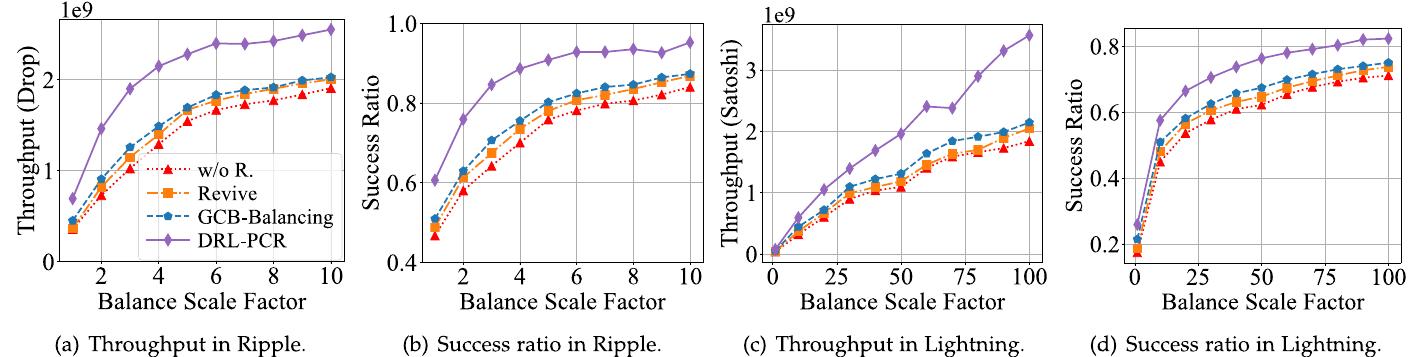 1e9
Throughput (Drop)
2
1
0
2 4 6 8 10
Balance Scale Factor
w/o R.
Revive
GCB-Balancing
DRL-PCR
(a) Throughput in Ripple.
Success Ratio
1.0
0.8
0.6
0.4
2 4 6 8 10
Balance Scale Factor
(b) Success ratio in Ripple.
1e9
Throughput (Satoshi)
3
2
1
0
0 25 50 75 100
Balance Scale Factor
(c) Throughput in Lightning.
Success Ratio
0.8
0.6
0.4
0.2
0 25 50 75 100
Balance Scale Factor
(d) Success ratio in Lightning.